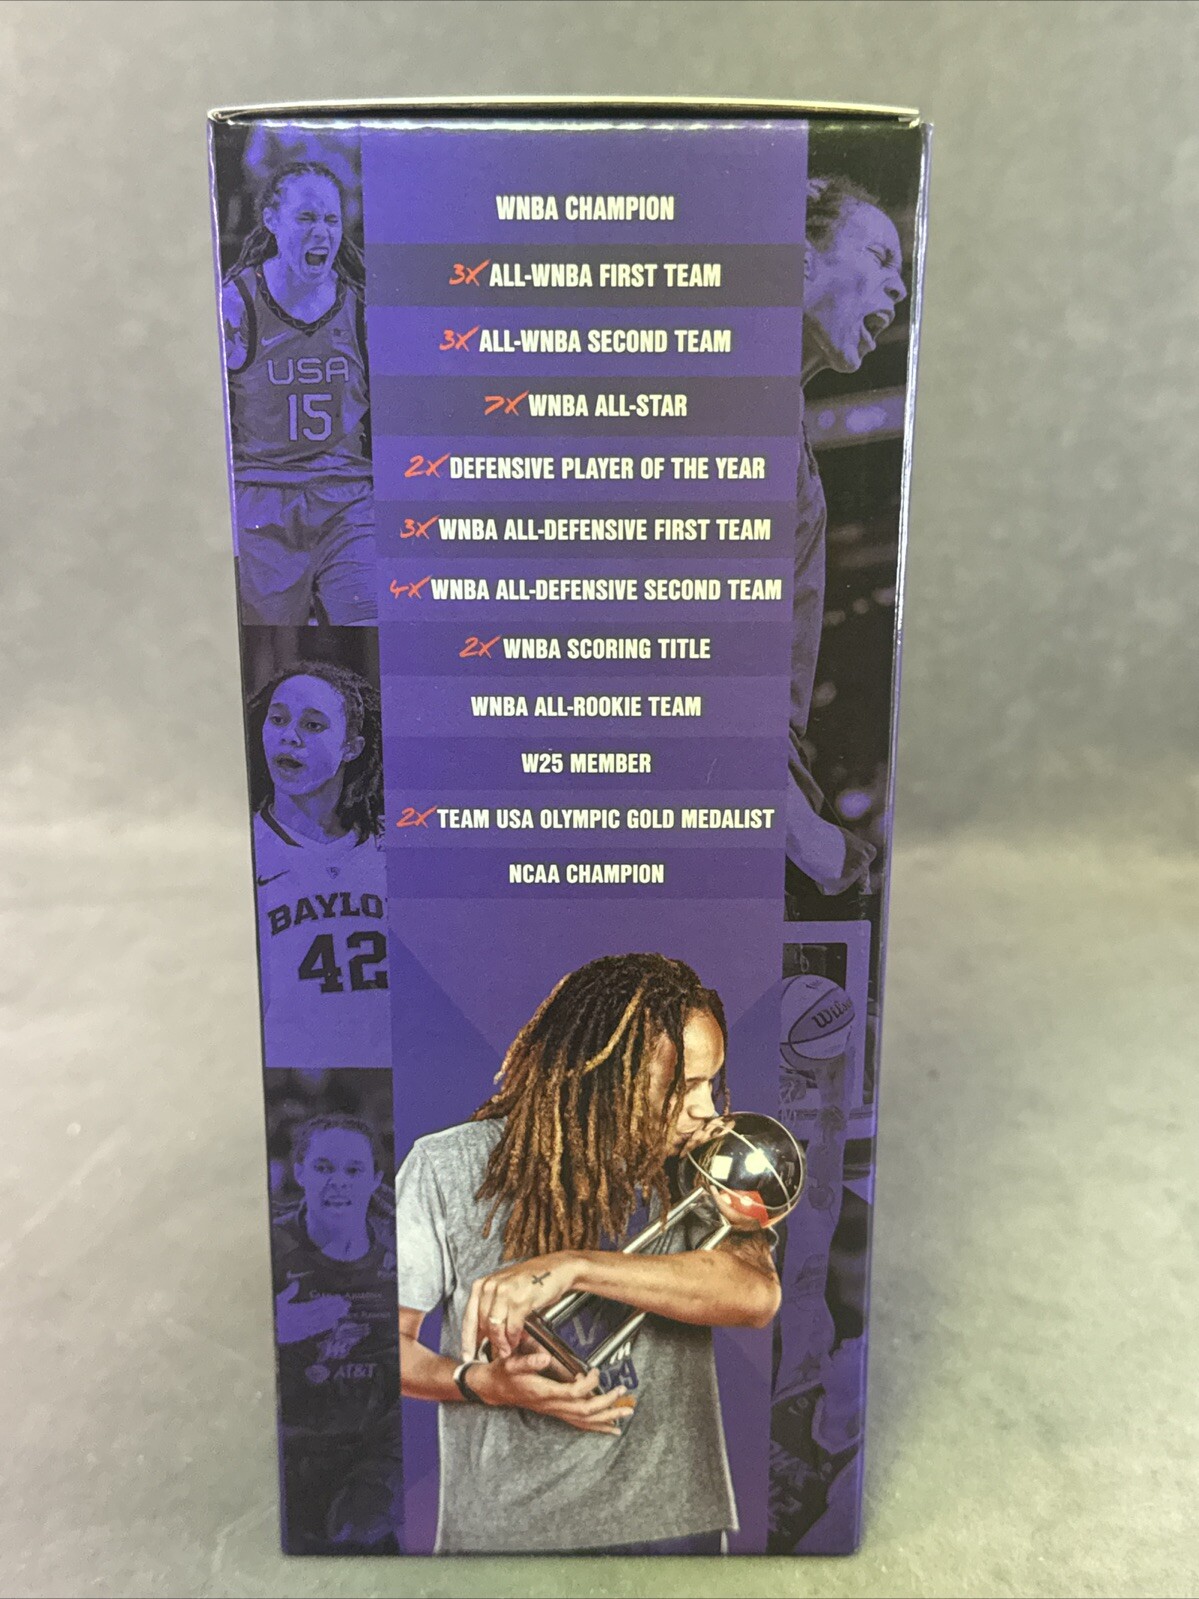 WNBA CHAMPION
3X ALL-WNBA FIRST TEAM
3X ALL-WNBA SECOND TEAM
7X WNBA ALL-STAR
2X DEFENSIVE PLAYER OF THE YEAR
3X WNBA ALL-DEFENSIVE FIRST TEAM
4X WNBA ALL-DEFENSIVE SECOND TEAM
2X WNBA SCORING TITLE
WNBA ALL-ROOKIE TEAM
W25 MEMBER
2X TEAM USA OLYMPIC GOLD MEDALIST
NCAA CHAMPION
USA
15
BAYLO
42
AT&T
Wilson